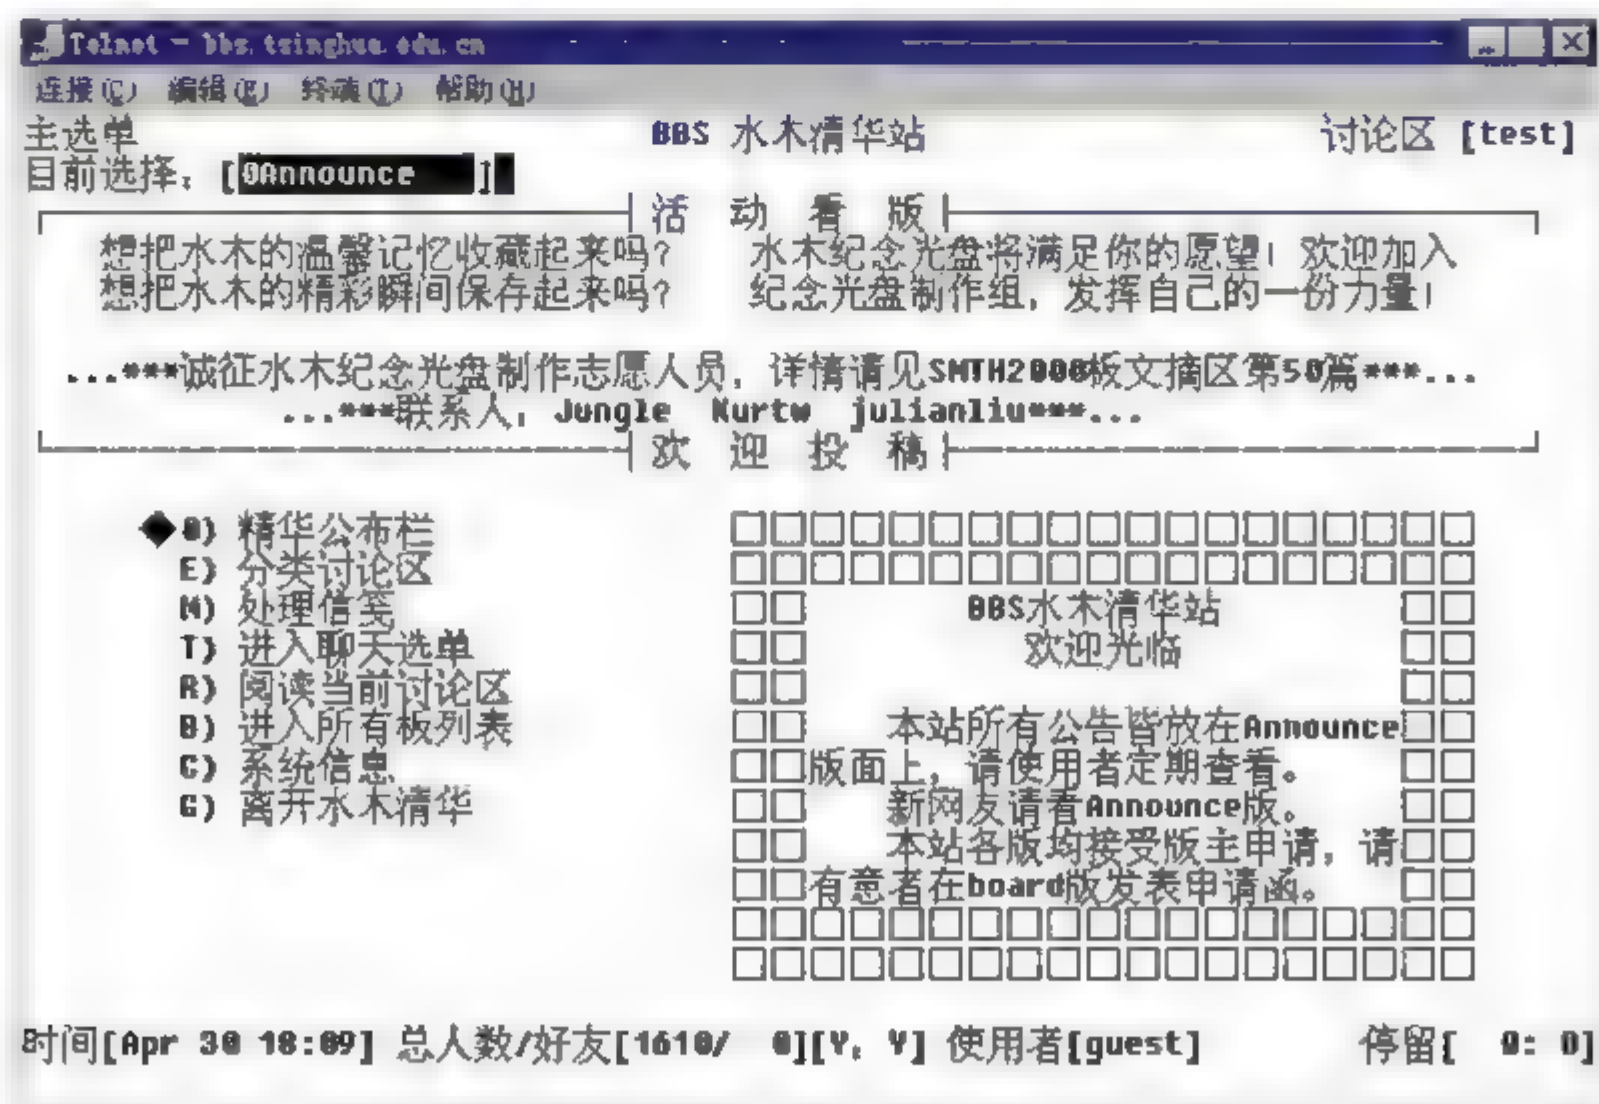 Telnet - bbs.tsinghua.edu.cn
连接(C) 编辑(E) 终端(T) 帮助(H)
主选单 BBS 水木清华站 讨论区 [test]
目前选择: [0Announce ]
活 动 看 版
想把水木的温馨记忆收藏起来吗? 水木纪念光盘将满足你的愿望! 欢迎加入
想把水木的精彩瞬间保存起来吗? 纪念光盘制作组, 发挥自己的一份力量!
...***诚征水木纪念光盘制作志愿人员, 详情请见SMTH2000板文摘区第50篇***...
...***联系人: Jungle Nurtw julianliu***...
欢 迎 投 稿
◆0) 精华公布栏
E) 分类讨论区
M) 处理信笺
T) 进入聊天选单
R) 阅读当前讨论区
B) 进入所有板列表
C) 系统信息
G) 离开水木清华
BBS水木清华站
欢迎光临
本站所有公告皆放在Announce
版面上, 请使用者定期查看。
新网友请看Announce版。
本站各版均接受版主申请, 请
有意者在board版发表申请函。
时间[Apr 30 18:09] 总人数/好友[1610/ 0][Y, Y] 使用者[guest] 停留[ 0: 0]